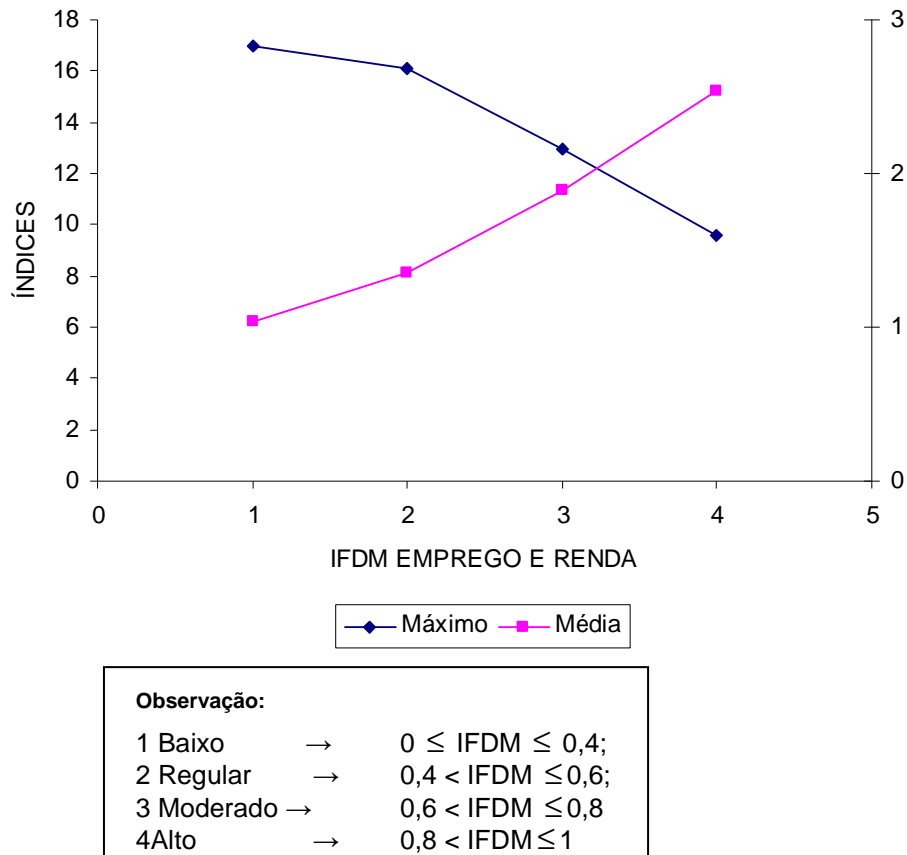 18
16
14
12
10
8
6
4
2
0
ÍNDICES
3
2
1
0
0 1 2 3 4 5
IFDM EMPREGO E RENDA
Máximo Média
Observação:
1 Baixo → 0 ≤ IFDM ≤ 0,4;
2 Regular → 0,4 < IFDM ≤0,6;
3 Moderado → 0,6 < IFDM ≤0,8
4Alto → 0,8 < IFDM≤1